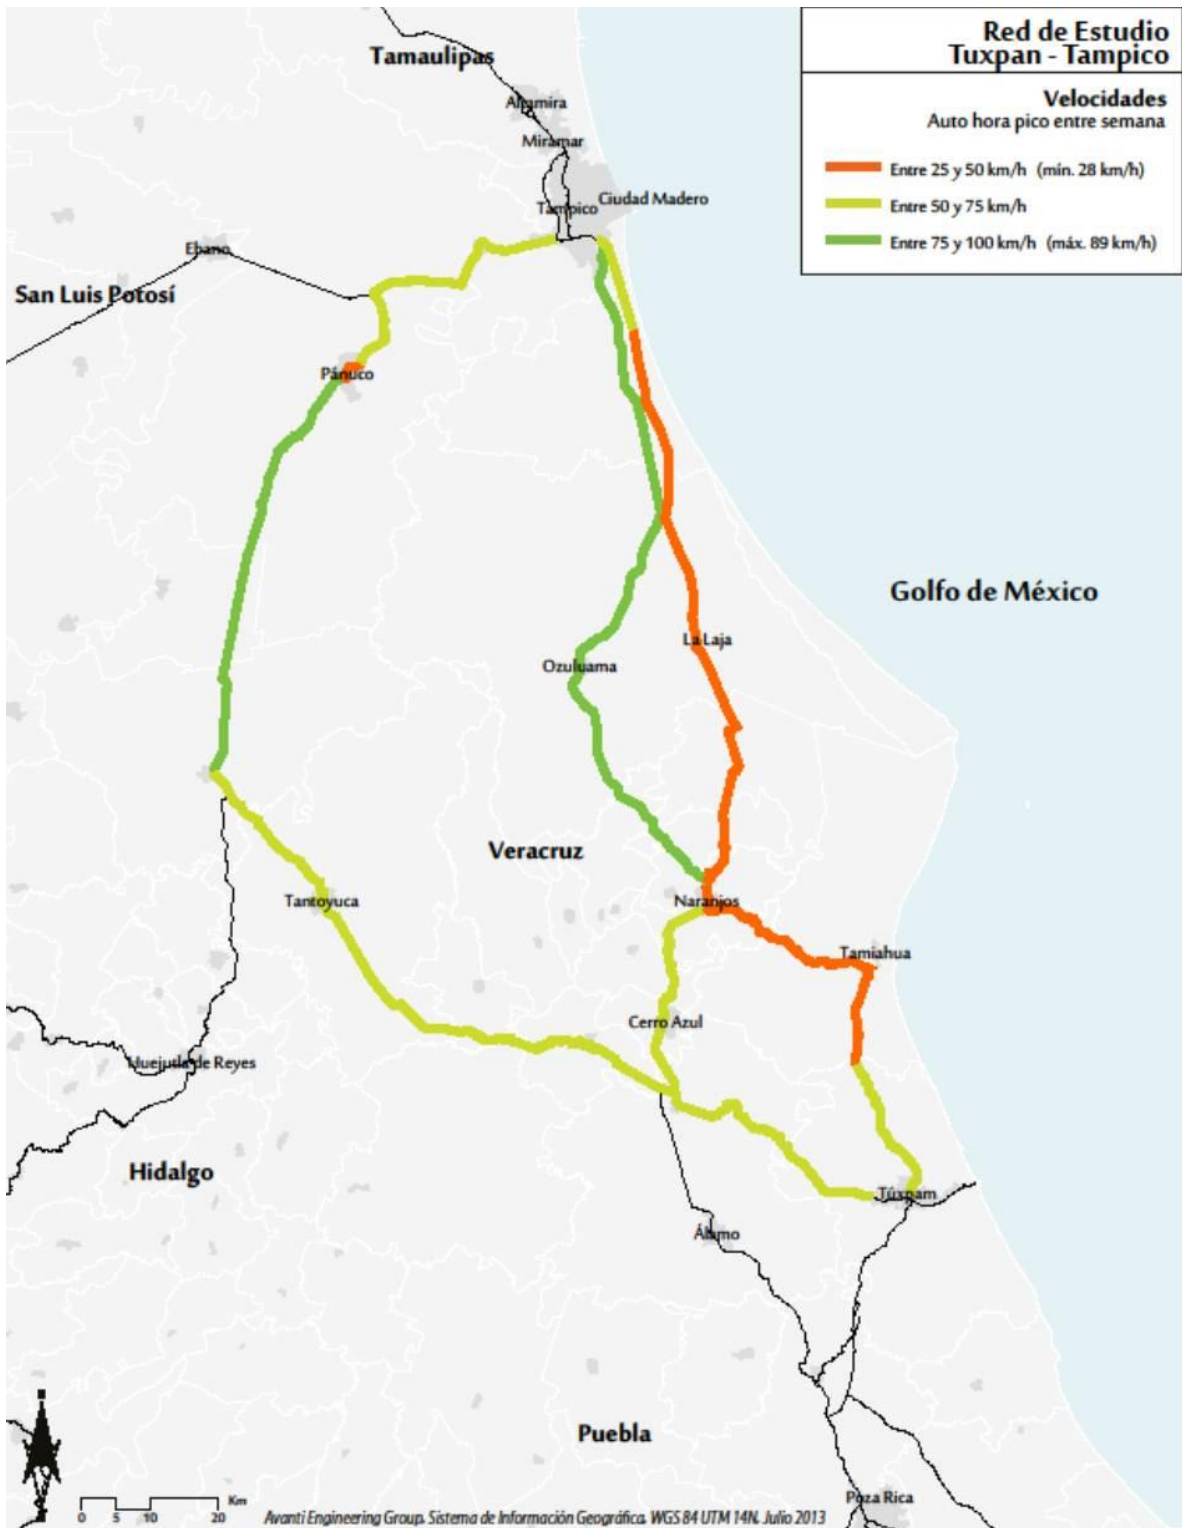 Red de Estudio
Tuxpan - Tampico
Velocidades
Auto hora pico entre semana
Entre 25 y 50 km/h (mín. 28 km/h)
Entre 50 y 75 km/h
Entre 75 y 100 km/h (máx. 89 km/h)
Tamaulipas
Altamira
Miramar
Ciudad Madero
Tampico
Ebano
San Luis Potosí
Pánuco
Golfo de México
La Laja
Ozuluama
Veracruz
Tantoyuca
Naranjos
Tamiahua
Cerro Azul
Huejutla de Reyes
Hidalgo
Túxpam
Álamo
Puebla
Poza Rica
Km
0 5 10 20
Avanti Engineering Group. Sistema de Información Geográfica. WGS 84 UTM 14N. Julio 2013